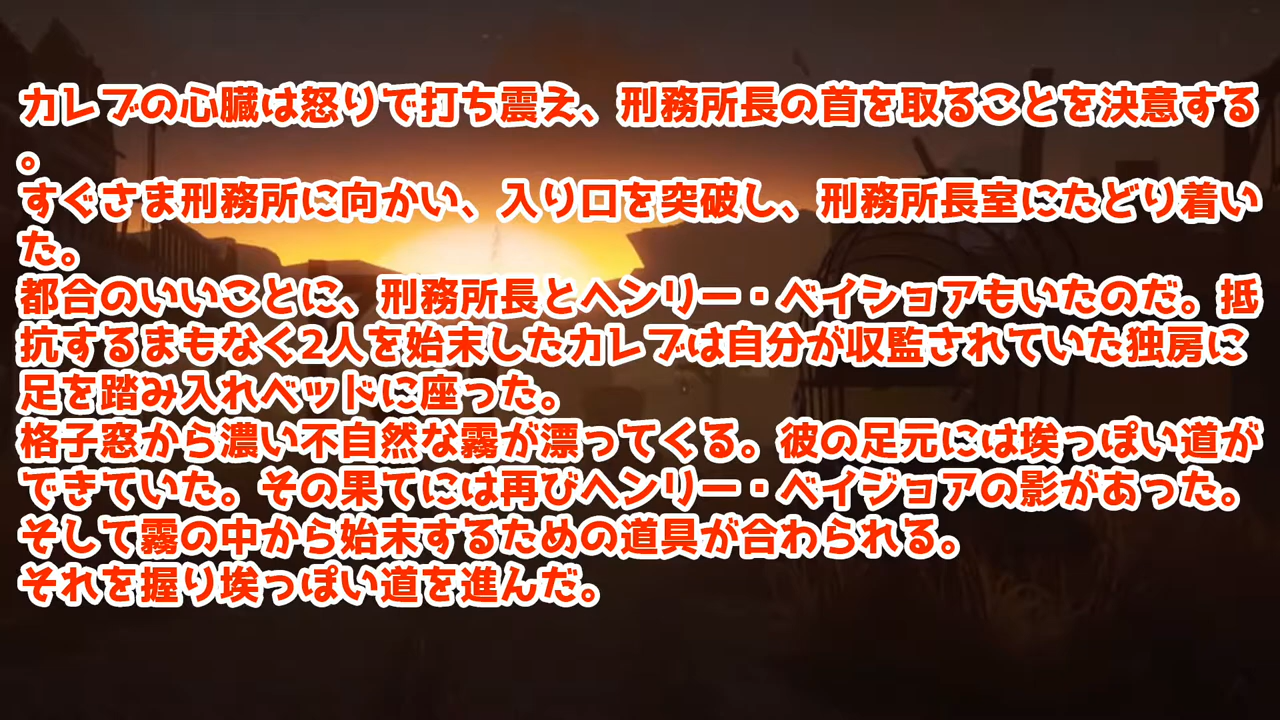 カレブの心臓は怒りで打ち震え、刑務所長の首を取ることを決意する
。
すぐさま刑務所に向かい、入り口を突破し、刑務所長室にたどり着い
た。
都合のいいことに、刑務所長とヘンリー・ベイショアもいたのだ。抵
抗するまもなく2人を始末したカレブは自分が収監されていた独房に
足を踏み入れベッドに座った。
格子窓から濃い不自然な霧が漂ってくる。彼の足元には埃っぽい道が
できていた。その果てには再びヘンリー・ベイジョアの影があった。
そして霧の中から始末するための道具が合わられる。
それを握り埃っぽい道を進んだ。